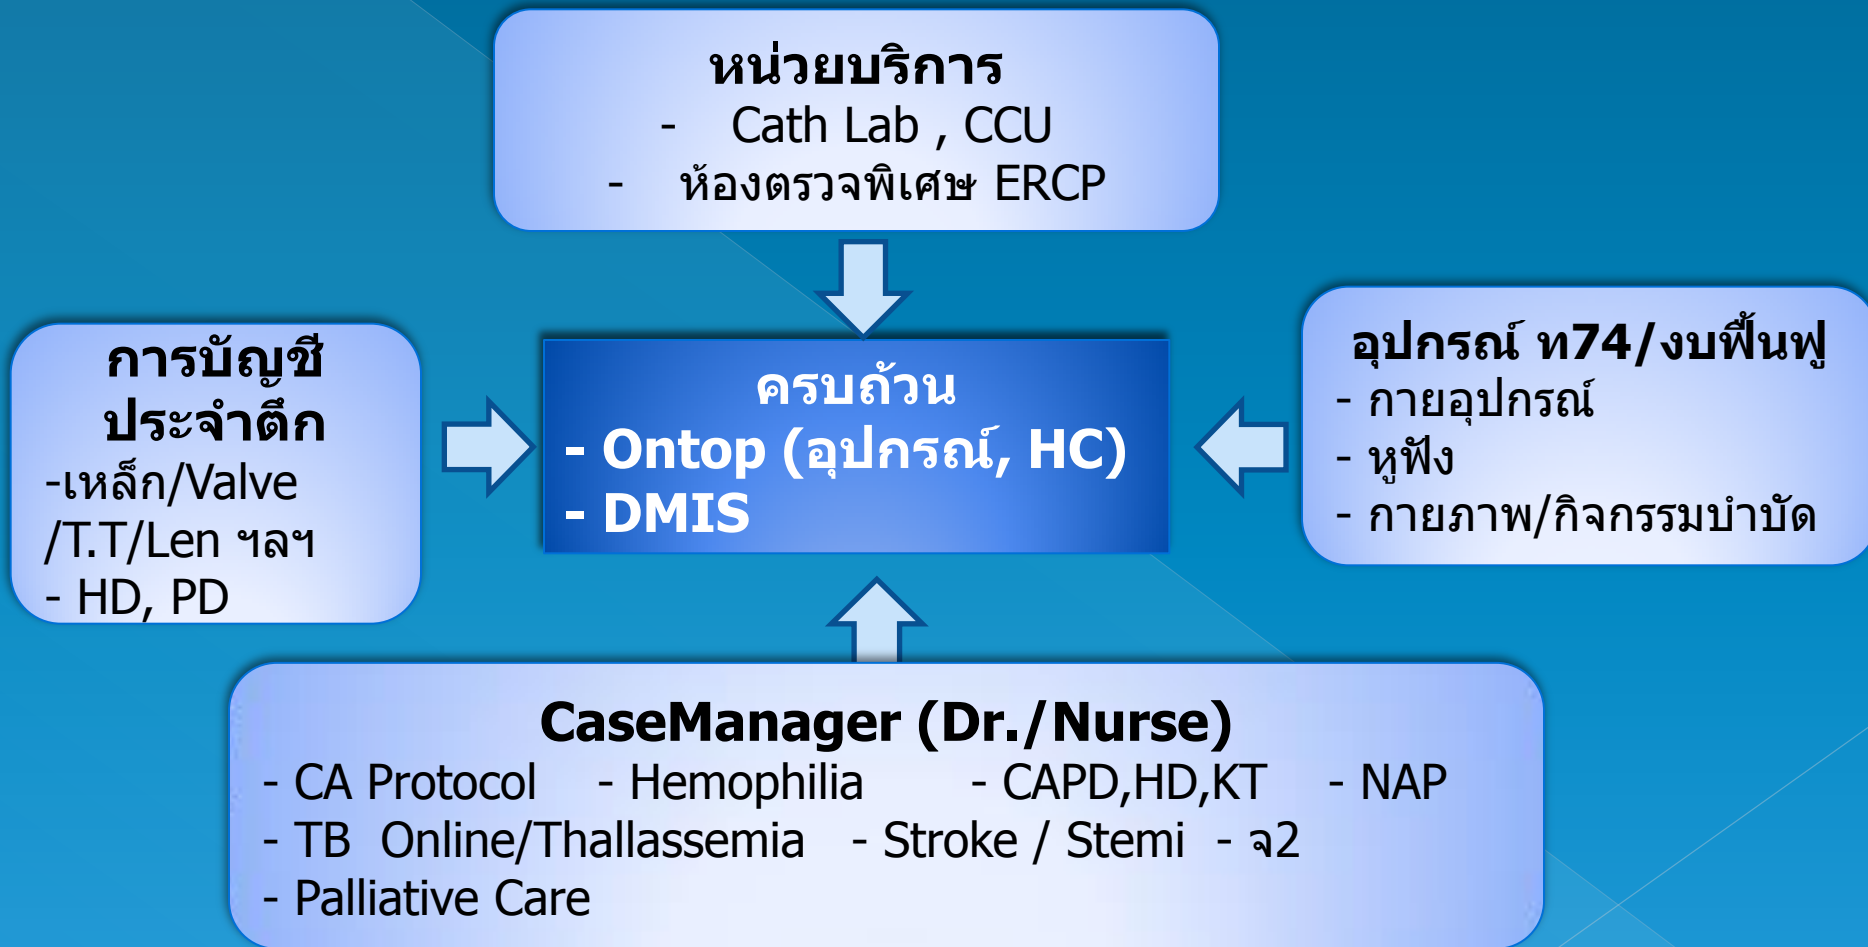 หน่วยบริการ
- Cath Lab , CCU
- ห้องตรวจพิเศษ ERCP
การบัญชี
ประจำตึก
-เหล็ก/Valve
/T.T/Len ฯลฯ
- HD, PD
ครบถ้วน
- Ontop (อุปกรณ์, HC)
- DMIS
อุปกรณ์ ท74/งบฟื้นฟู
- กายอุปกรณ์
- หูฟัง
- กายภาพ/กิจกรรมบำบัด
CaseManager (Dr./Nurse)
- CA Protocol - Hemophilia - CAPD,HD,KT - NAP
- TB Online/Thallassemia - Stroke / Stemi - จ2
- Palliative Care